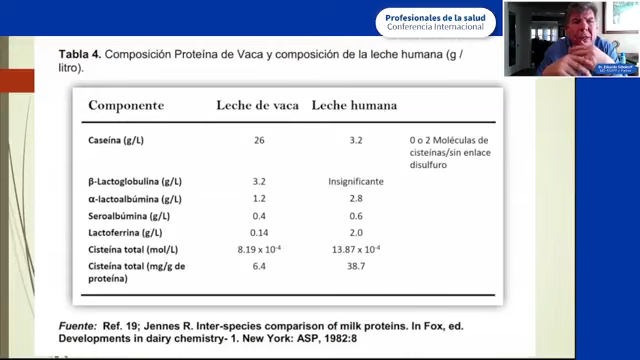 Profesionales de la salud
Conferencia Internacional
Tabla 4. Composición Proteína de Vaca y composición de la leche humana (g /
litro).
Componente Leche de vaca Leche humana
Caseína (g/L) 26 3.2 0 o 2 Moléculas de
cisteínas/sin enlace
disulfuro
β-Lactoglobulina (g/L) 3.2 Insignificante
α-lactoalbúmina (g/L) 1.2 2.8
Seroalbúmina (g/L) 0.4 0.6
Lactoferrina (g/L) 0.14 2.0
Cisteína total (mol/L) 8.19 x 10⁻⁴ 13.87 x 10⁻⁴
Cisteína total (mg/g de
proteína) 6.4 38.7
Fuente: Ref. 19; Jennes R. Inter-species comparison of milk proteins. In Fox, ed.
Developments in dairy chemistry- 1. New York: ASP, 1982:8